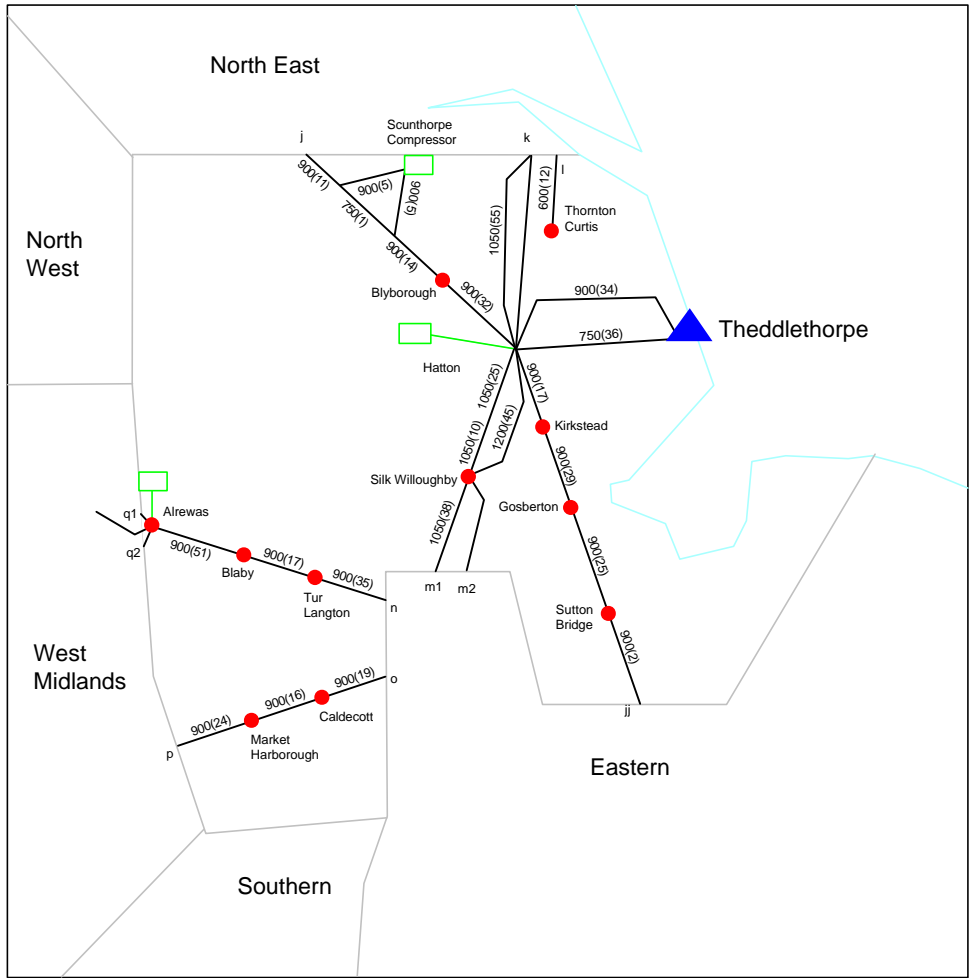 North East
j
Scunthorpe
Compressor
k
l
900(11)
900(5)
900(5)
750(1)
900(14)
1050(55)
600(12)
Thornton
Curtis
North
West
Blyborough
900(32)
900(34)
750(36)
Theddlethorpe
Hatton
1050(25)
900(17)
1050(10)
1200(45)
Kirkstead
Silk Willoughby
900(29)
Gosberton
q1
Alrewas
q2
900(51)
900(17)
Blaby
900(35)
Tur
Langton
n
1050(38)
m1
m2
900(25)
Sutton
Bridge
900(2)
jj
West
Midlands
900(19)
o
900(16)
Caldecott
900(24)
Market
Harborough
p
Eastern
Southern